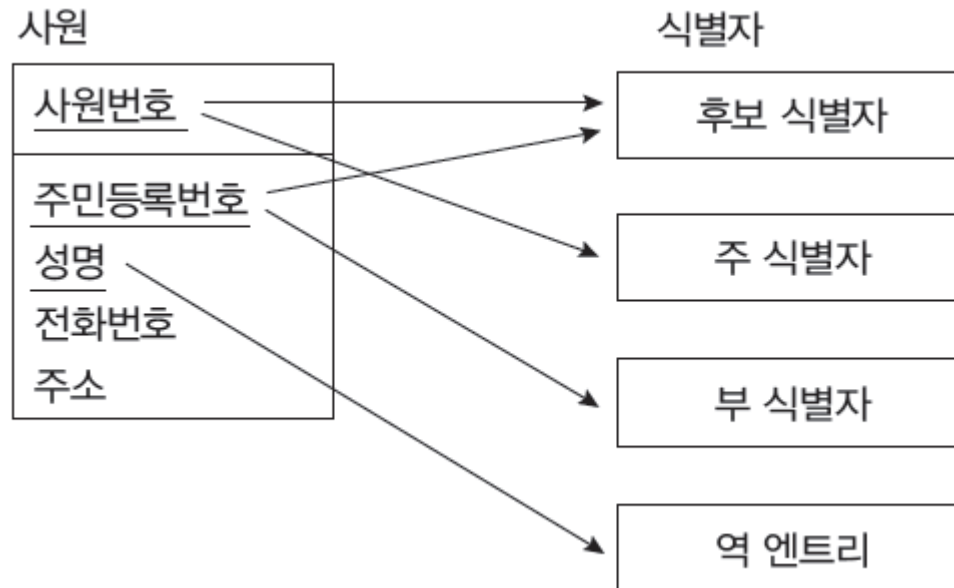 사원
사원번호
주민등록번호
성명
전화번호
주소
식별자
후보 식별자
주 식별자
부 식별자
역 엔트리